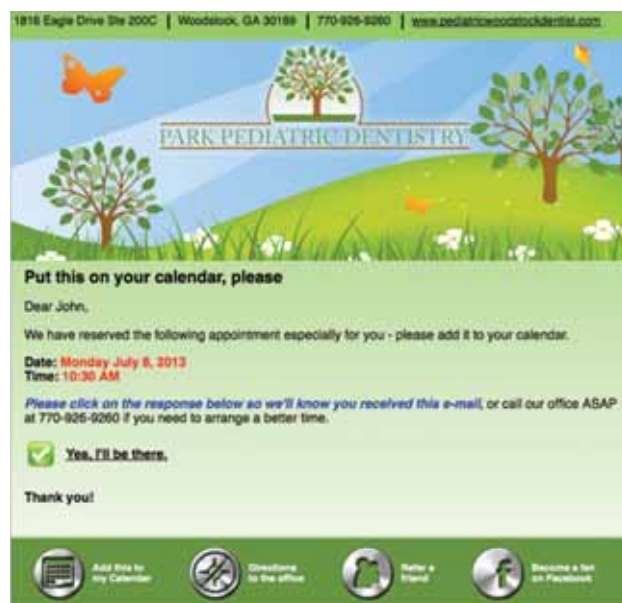 1816 Eagle Drive Ste 200C | Woodstock, GA 30189 | 770-926-9260 | www.pediatricwoodstockdentist.com
PARK PEDIATRIC DENTISTRY
Put this on your calendar, please
Dear John,
We have reserved the following appointment especially for you - please add it to your calendar.
Date: Monday July 8, 2013
Time: 10:30 AM
Please click on the response below so we'll know you received this e-mail, or call our office ASAP
at 770-926-9260 if you need to arrange a better time.
Yes, I'll be there.
Thank you!
Add this to
my Calendar
Directions
to the office
Refer a
friend
Become a fan
on Facebook